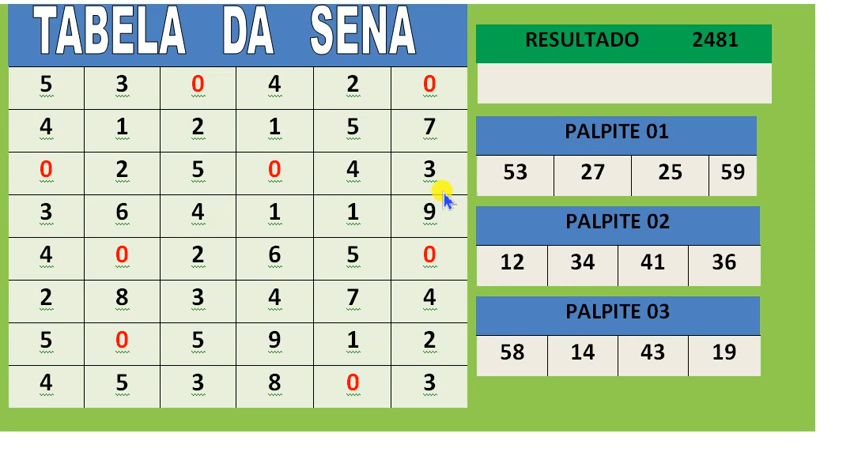 TABELA DA SENA
5 3 0 4 2 0
4 1 2 1 5 7
0 2 5 0 4 3
3 6 4 1 1 9
4 0 2 6 5 0
2 8 3 4 7 4
5 0 5 9 1 2
4 5 3 8 0 3
RESULTADO 2481
PALPITE 01
53 27 25 59
PALPITE 02
12 34 41 36
PALPITE 03
58 14 43 19